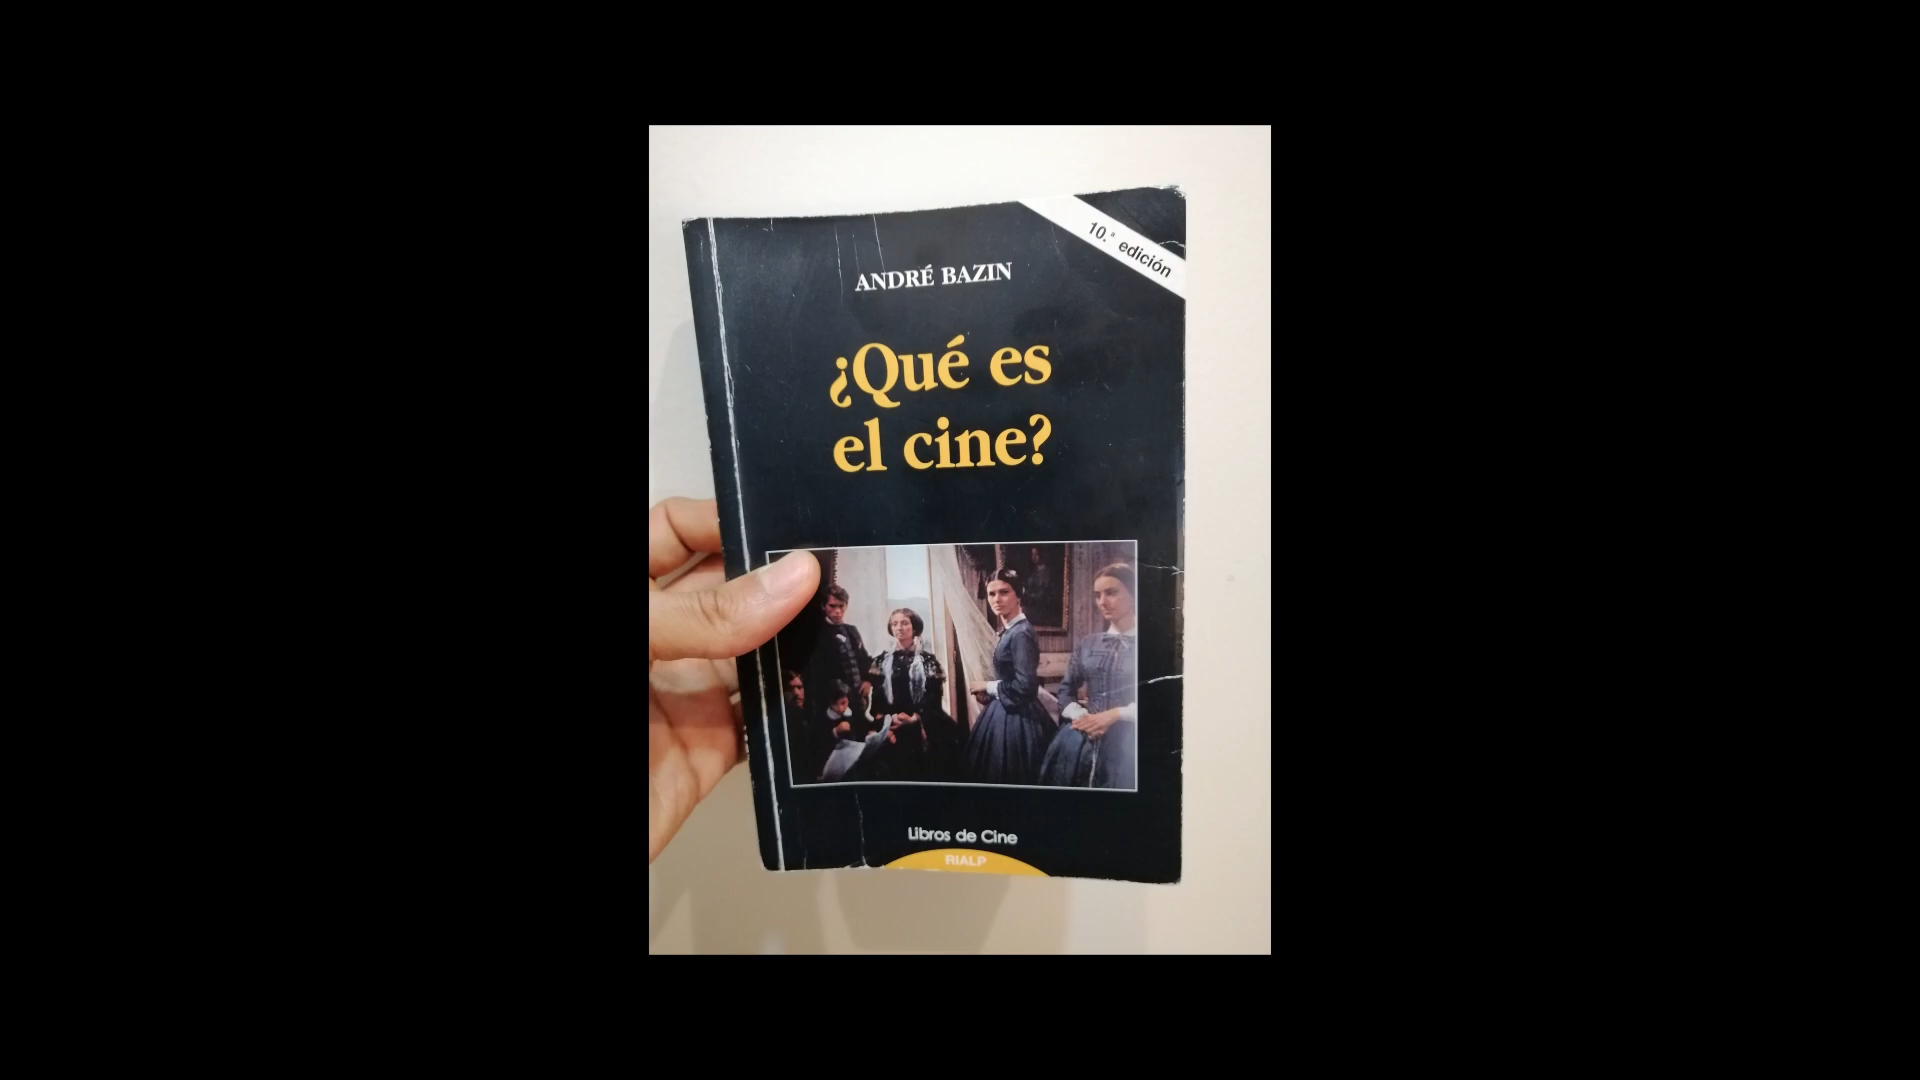 10.ª edición
ANDRÉ BAZIN
¿Qué es
el cine?
Libros de Cine
RIALP